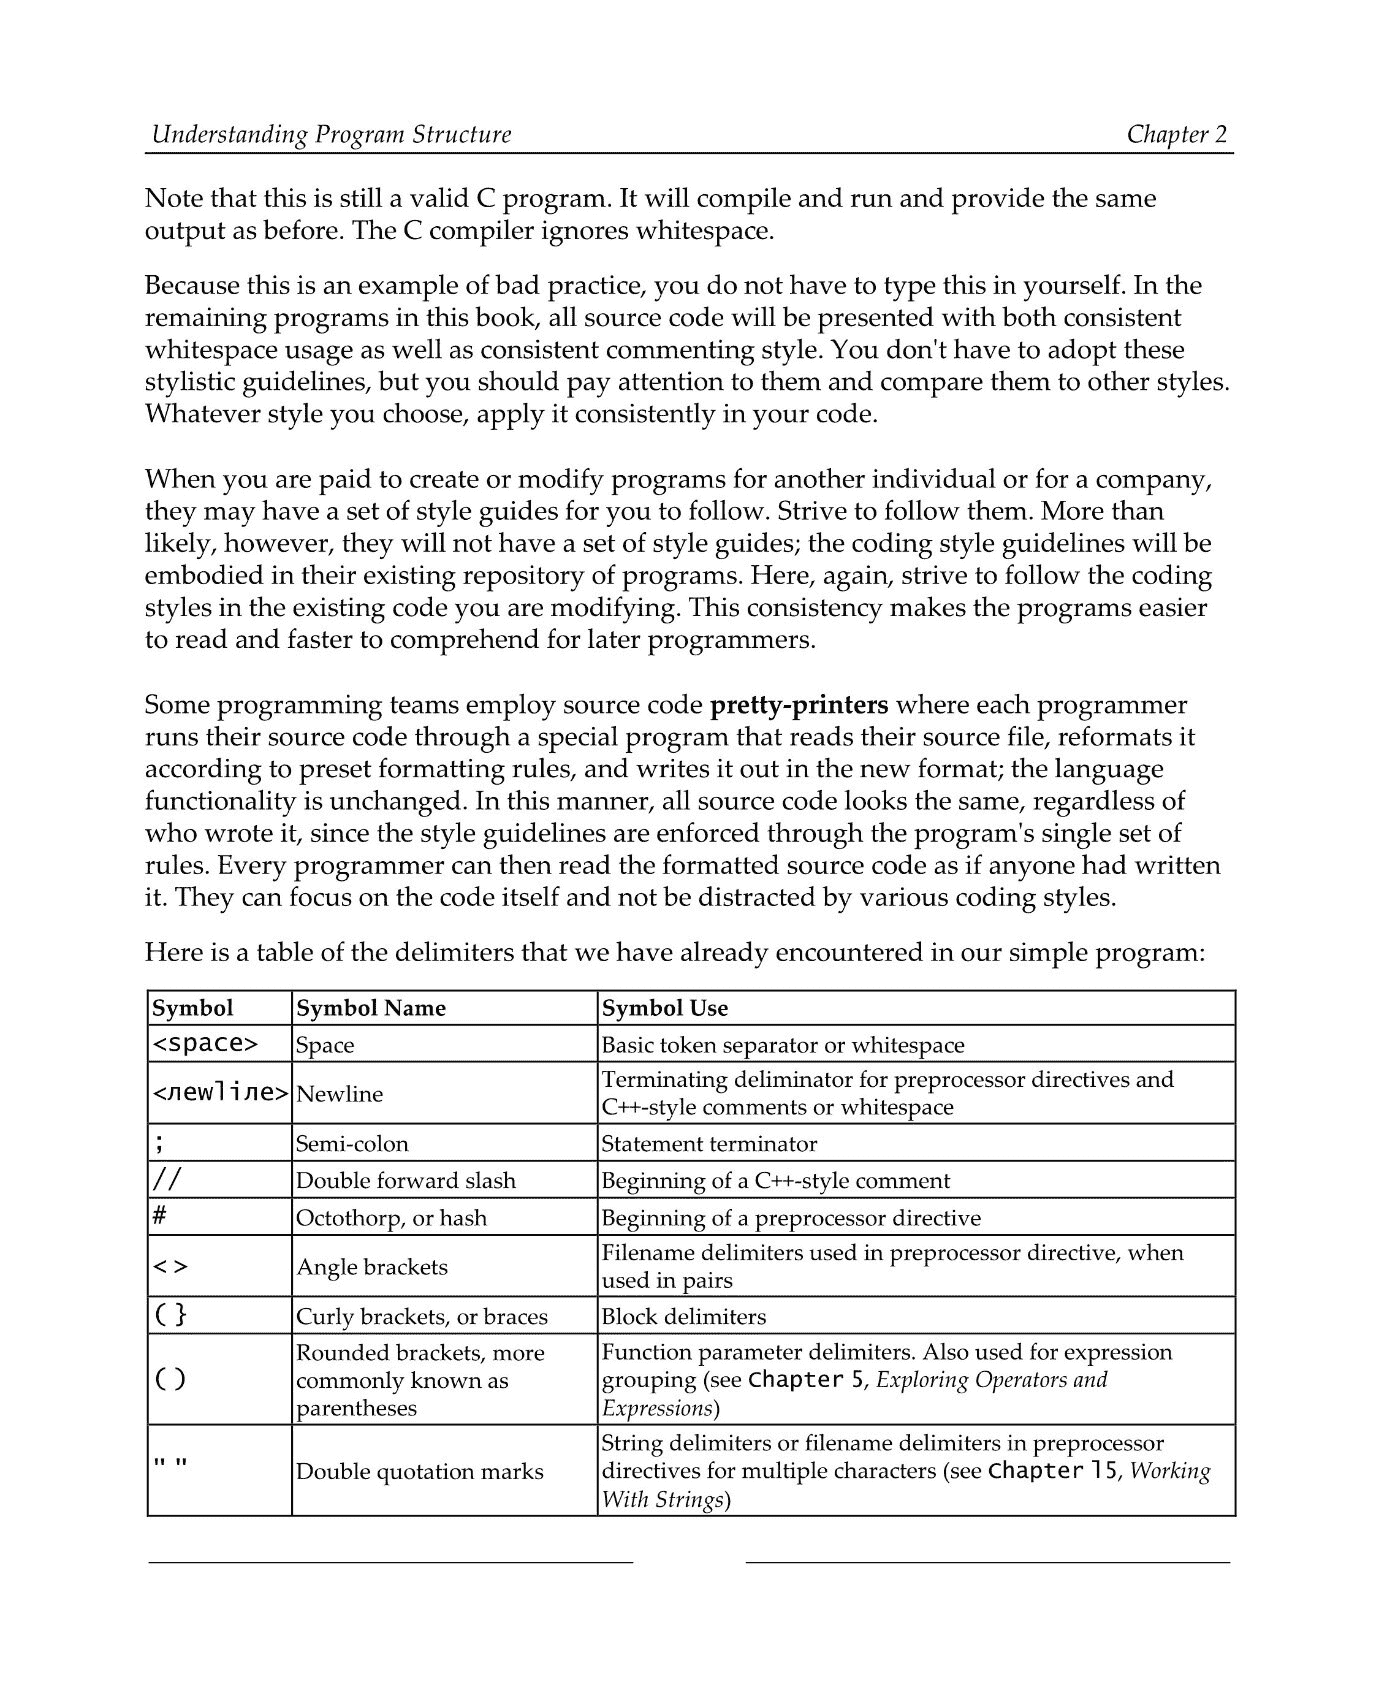 Understanding Program Structure Chapter 2
Note that this is still a valid C program. It will compile and run and provide the same
output as before. The C compiler ignores whitespace.
Because this is an example of bad practice, you do not have to type this in yourself. In the
remaining programs in this book, all source code will be presented with both consistent
whitespace usage as well as consistent commenting style. You don't have to adopt these
stylistic guidelines, but you should pay attention to them and compare them to other styles.
Whatever style you choose, apply it consistently in your code.
When you are paid to create or modify programs for another individual or for a company,
they may have a set of style guides for you to follow. Strive to follow them. More than
likely, however, they will not have a set of style guides; the coding style guidelines will be
embodied in their existing repository of programs. Here, again, strive to follow the coding
styles in the existing code you are modifying. This consistency makes the programs easier
to read and faster to comprehend for later programmers.
Some programming teams employ source code pretty-printers where each programmer
runs their source code through a special program that reads their source file, reformats it
according to preset formatting rules, and writes it out in the new format; the language
functionality is unchanged. In this manner, all source code looks the same, regardless of
who wrote it, since the style guidelines are enforced through the program's single set of
rules. Every programmer can then read the formatted source code as if anyone had written
it. They can focus on the code itself and not be distracted by various coding styles.
Here is a table of the delimiters that we have already encountered in our simple program:
Symbol Symbol Name Symbol Use
<space> Space Basic token separator or whitespace
<newline> Newline Terminating deliminator for preprocessor directives and
C++-style comments or whitespace
; Semi-colon Statement terminator
// Double forward slash Beginning of a C++-style comment
# Octothorp, or hash Beginning of a preprocessor directive
< > Angle brackets Filename delimiters used in preprocessor directive, when
used in pairs
( } Curly brackets, or braces Block delimiters
( ) Rounded brackets, more
commonly known as
parentheses Function parameter delimiters. Also used for expression
grouping (see Chapter 5, Exploring Operators and
Expressions)
" " Double quotation marks String delimiters or filename delimiters in preprocessor
directives for multiple characters (see Chapter 15, Working
With Strings)